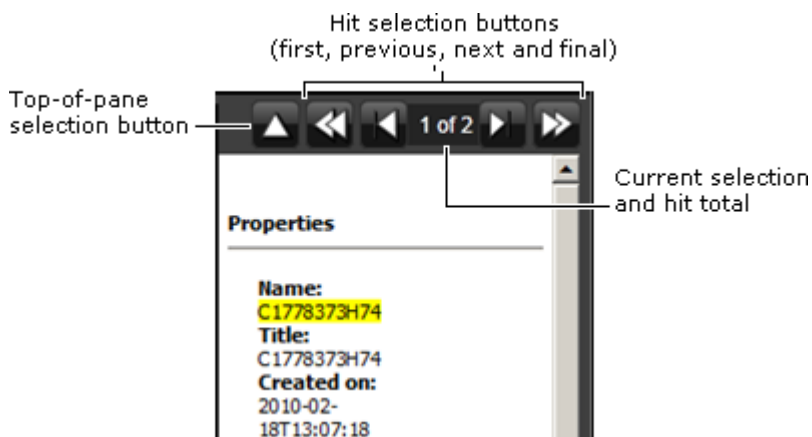 Hit selection buttons
(first, previous, next and final)
Top-of-pane
selection button
1 of 2
Current selection
and hit total
Properties
Name:
C1778373H74
Title:
C1778373H74
Created on:
2010-02-
18T13:07:18